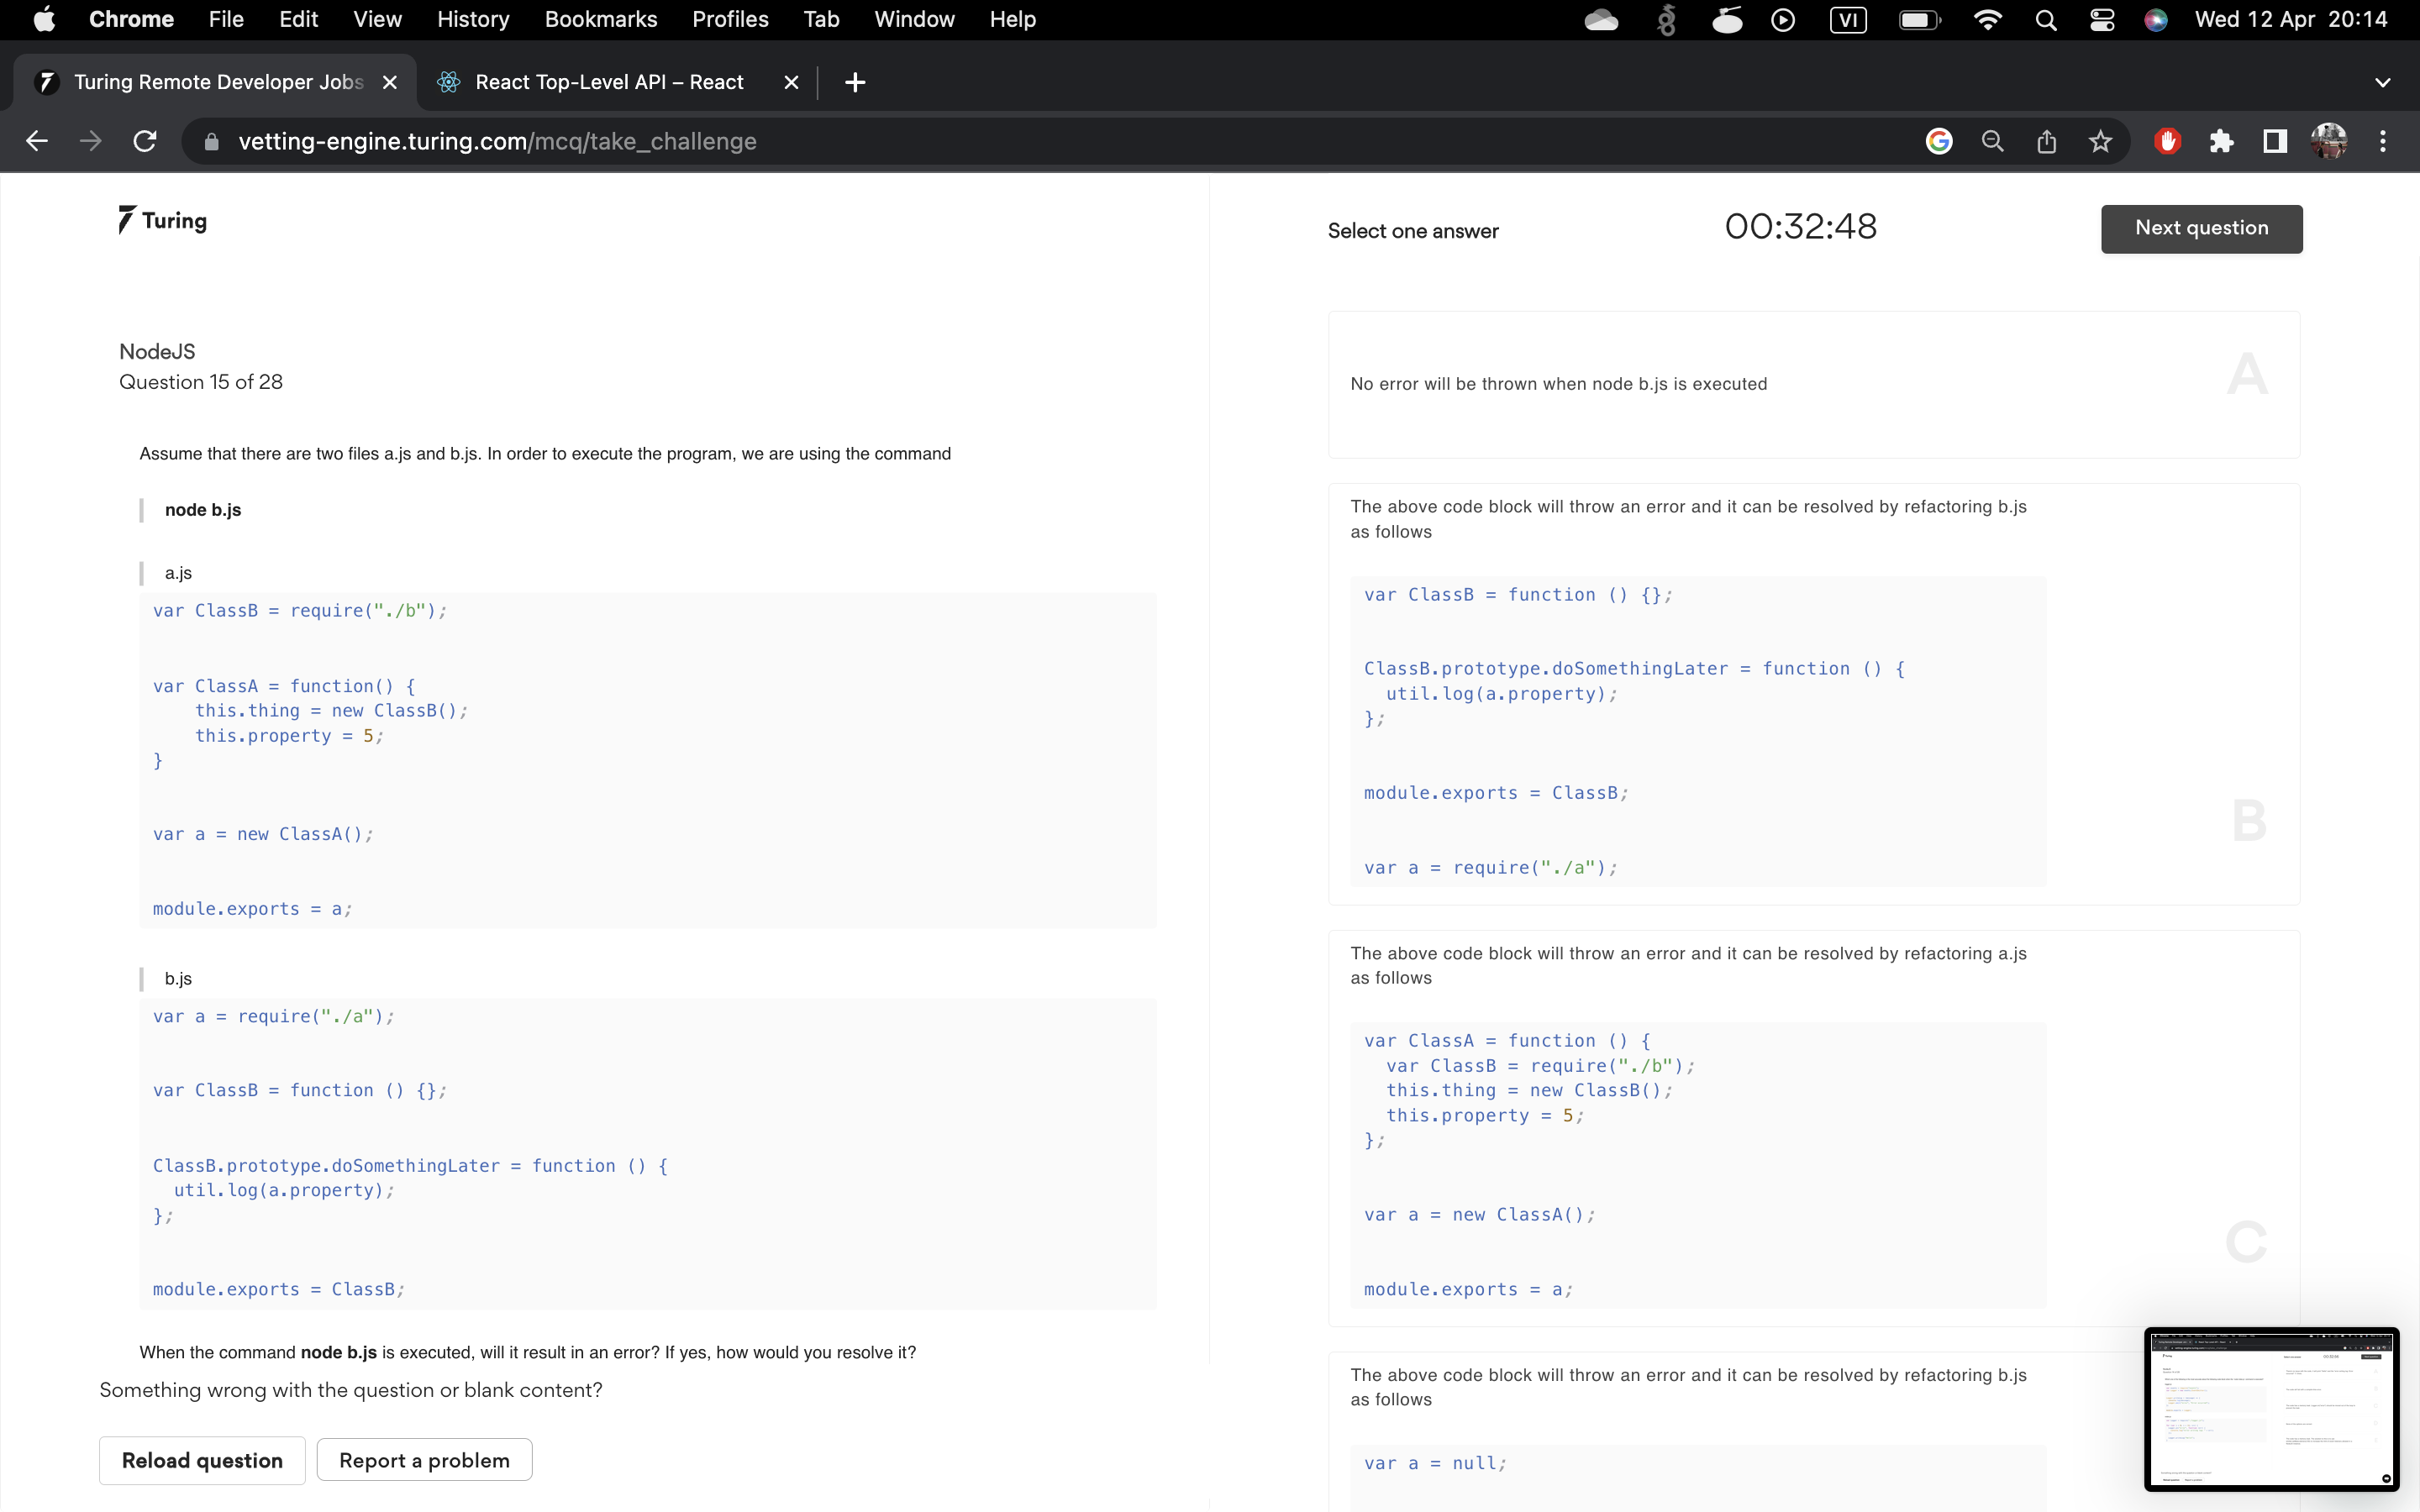 Chrome File Edit View History Bookmarks Profiles Tab Window Help VI Wed 12 Apr 20:14
Turing Remote Developer Jobs
React Top-Level API – React
vetting-engine.turing.com/mcq/take_challenge
Turing
NodeJS
Question 15 of 28
Assume that there are two files a.js and b.js. In order to execute the program, we are using the command
node b.js
a.js
var ClassB = require("./b");
var ClassA = function() {
    this.thing = new ClassB();
    this.property = 5;
}
var a = new ClassA();
module.exports = a;
b.js
var a = require("./a");
var ClassB = function () {};
ClassB.prototype.doSomethingLater = function () {
  util.log(a.property);
};
module.exports = ClassB;
When the command node b.js is executed, will it result in an error? If yes, how would you resolve it?
Something wrong with the question or blank content?
Reload question
Report a problem
Select one answer
00:32:48
Next question
No error will be thrown when node b.js is executed
A
The above code block will throw an error and it can be resolved by refactoring b.js
as follows
var ClassB = function () {};
ClassB.prototype.doSomethingLater = function () {
  util.log(a.property);
};
module.exports = ClassB;
var a = require("./a");
B
The above code block will throw an error and it can be resolved by refactoring a.js
as follows
var ClassA = function () {
  var ClassB = require("./b");
  this.thing = new ClassB();
  this.property = 5;
};
var a = new ClassA();
module.exports = a;
C
The above code block will throw an error and it can be resolved by refactoring b.js
as follows
var a = null;